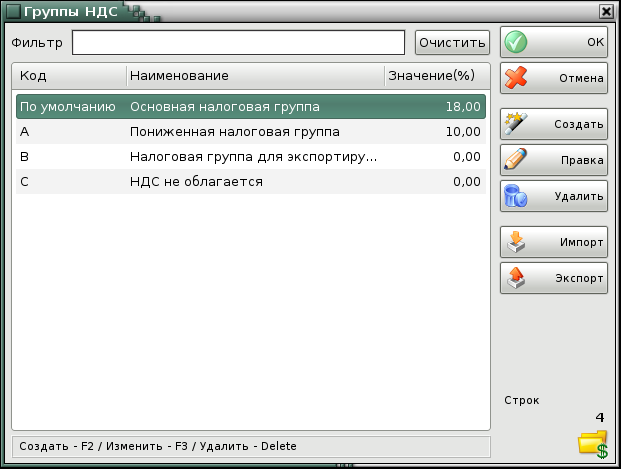 Группы НДС
Фильтр
Очистить
Код Наименование Значение(%)
По умолчанию Основная налоговая группа 18,00
A Пониженная налоговая группа 10,00
B Налоговая группа для экспортиру... 0,00
C НДС не облагается 0,00
Создать - F2 / Изменить - F3 / Удалить - Delete
OK
Отмена
Создать
Правка
Удалить
Импорт
Экспорт
Строк
4